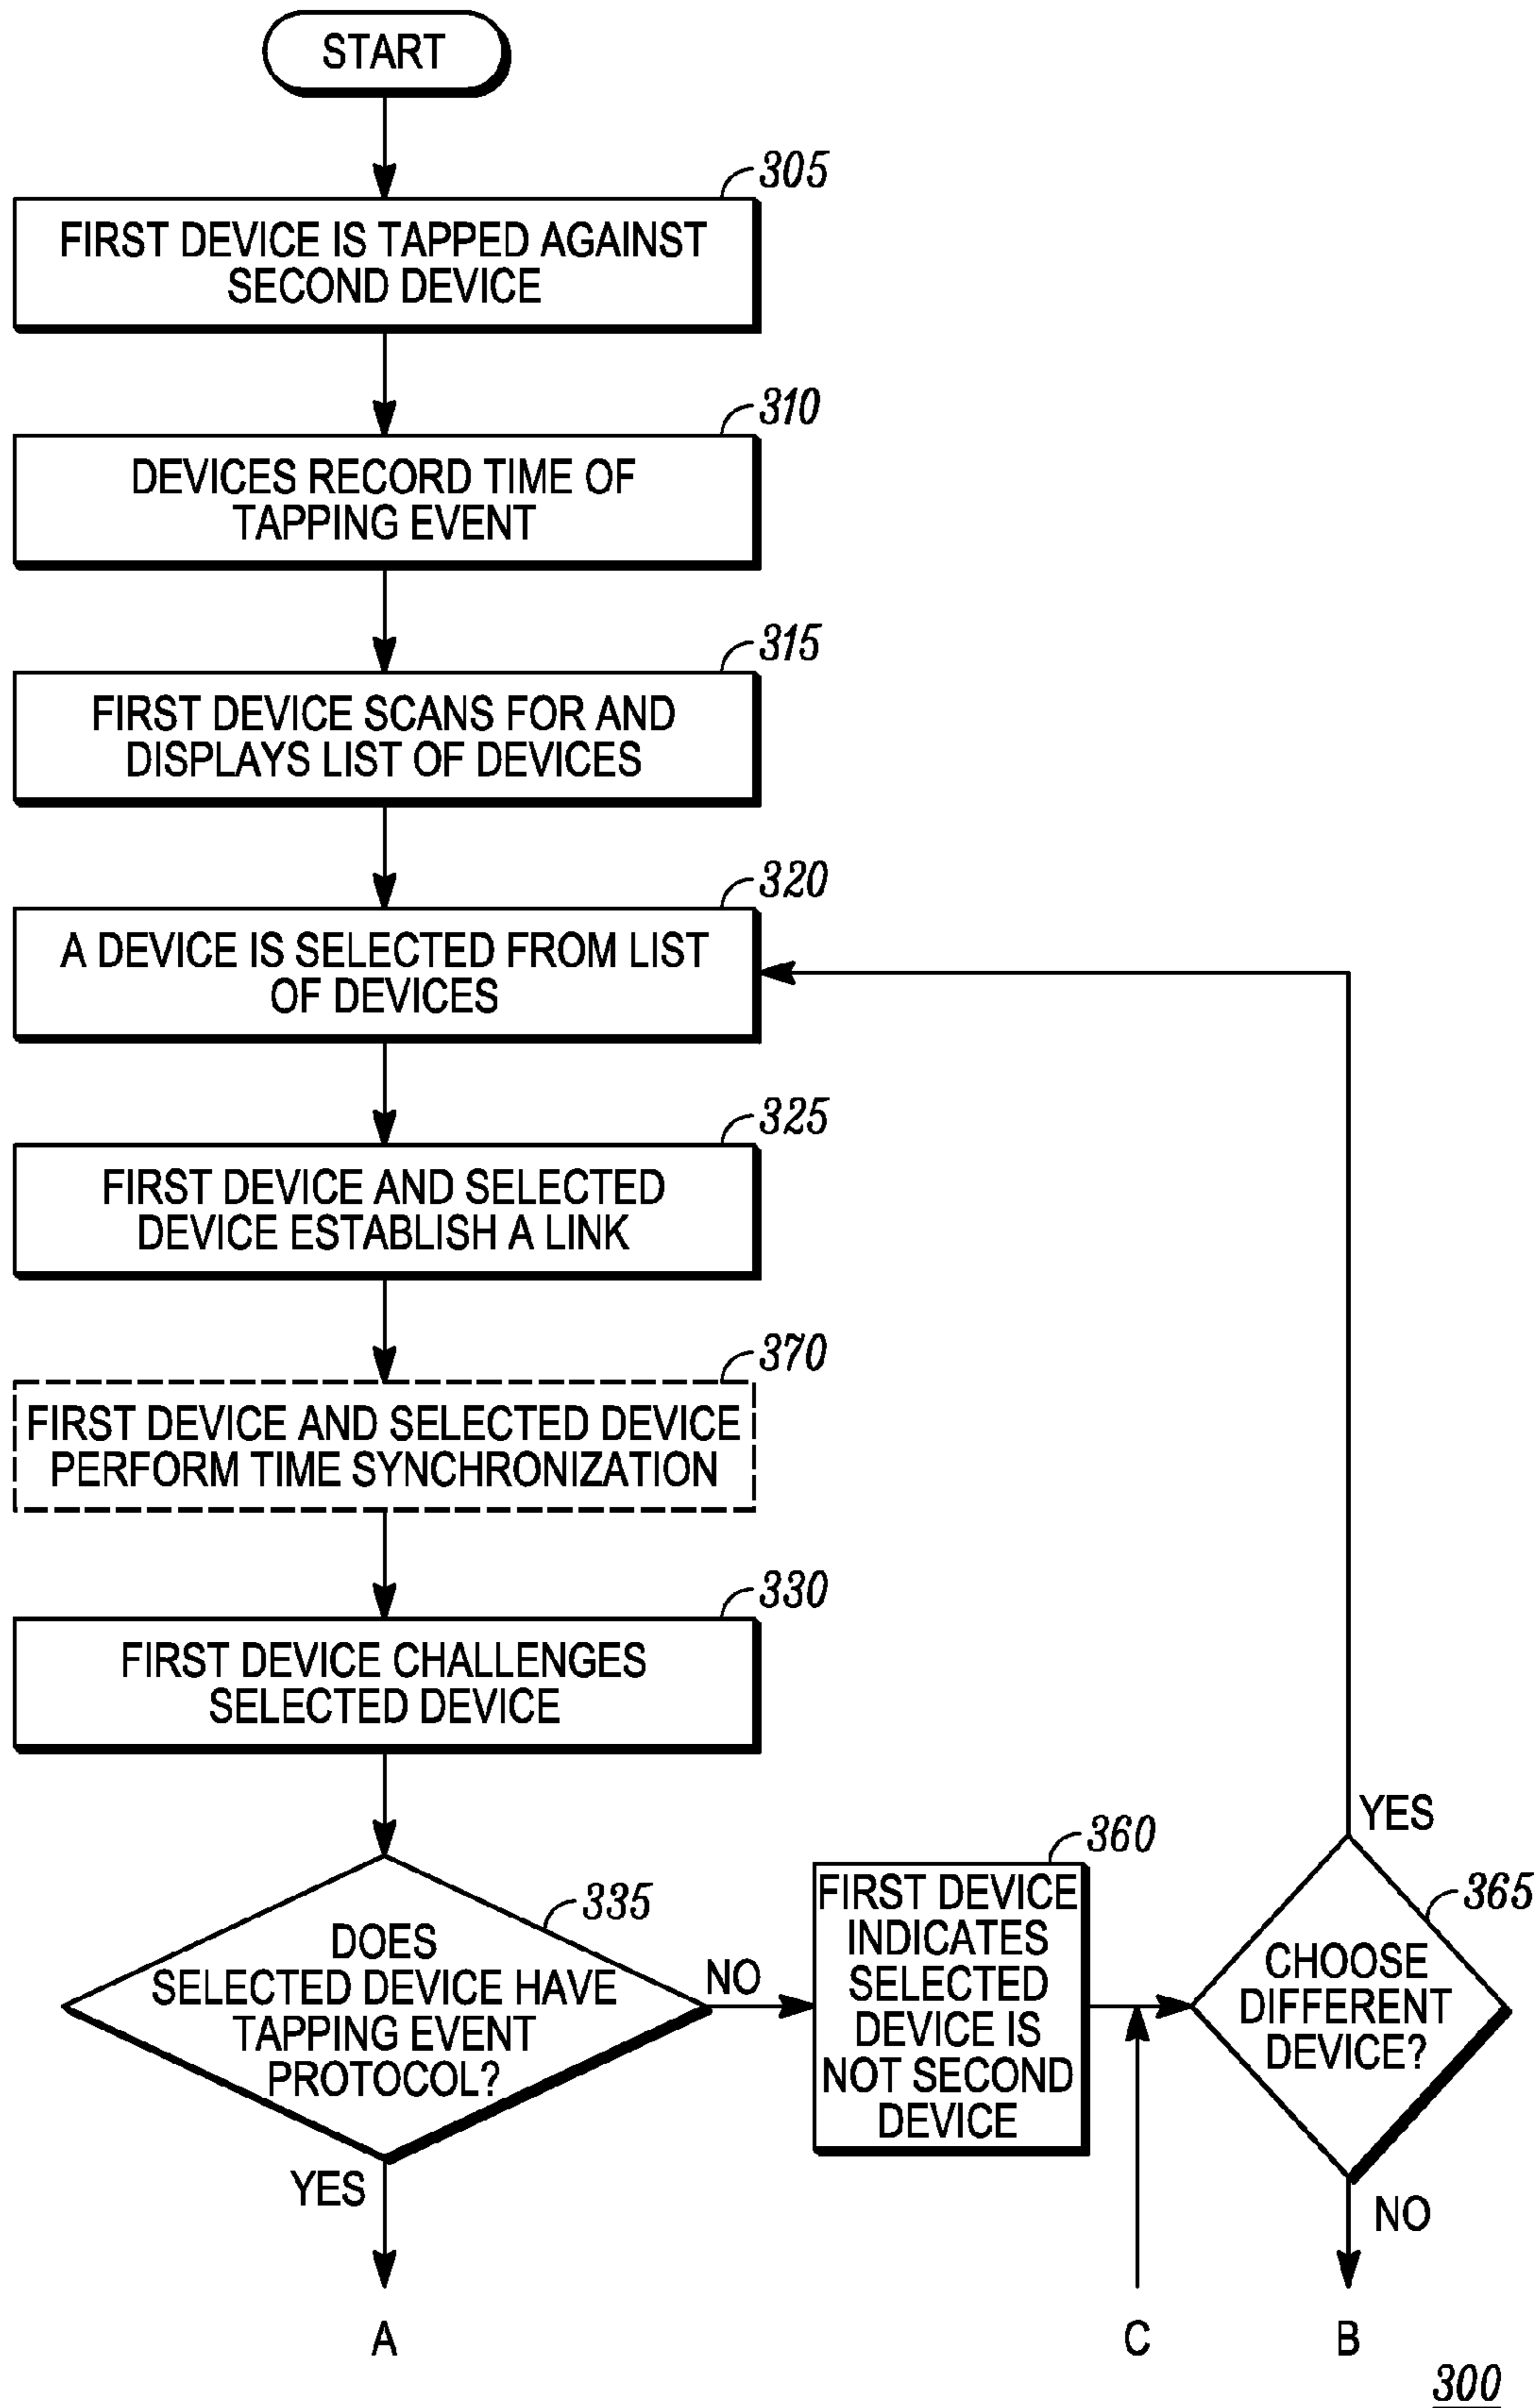 START
305
FIRST DEVICE IS TAPPED AGAINST
SECOND DEVICE
310
DEVICES RECORD TIME OF
TAPPING EVENT
315
FIRST DEVICE SCANS FOR AND
DISPLAYS LIST OF DEVICES
320
A DEVICE IS SELECTED FROM LIST
OF DEVICES
325
FIRST DEVICE AND SELECTED
DEVICE ESTABLISH A LINK
370
FIRST DEVICE AND SELECTED DEVICE
PERFORM TIME SYNCHRONIZATION
330
FIRST DEVICE CHALLENGES
SELECTED DEVICE
335
DOES
SELECTED DEVICE HAVE
TAPPING EVENT
PROTOCOL?
NO
YES
A
360
FIRST DEVICE
INDICATES
SELECTED
DEVICE IS
NOT SECOND
DEVICE
C
YES
365
CHOOSE
DIFFERENT
DEVICE?
NO
B
300